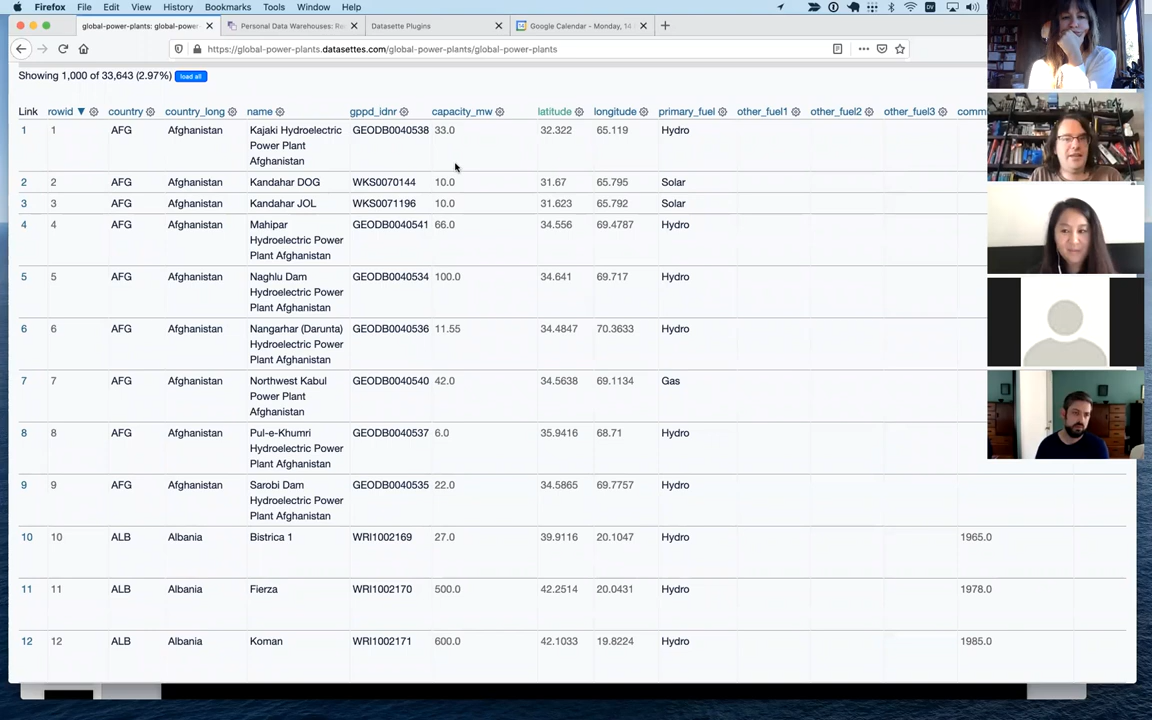 Firefox File Edit View History Bookmarks Tools Window Help
global-power-plants: global-power Personal Data Warehouses: Re Datasette Plugins Google Calendar - Monday, 14
https://global-power-plants.datasettes.com/global-power-plants/global-power-plants
Showing 1,000 of 33,643 (2.97%) load all
Link rowid ▼ country country_long name gppd_idnr capacity_mw latitude longitude primary_fuel other_fuel1 other_fuel2 other_fuel3 comm
1 1 AFG Afghanistan Kajaki Hydroelectric GEODB0040538 33.0 32.322 65.119 Hydro
Power Plant
Afghanistan
2 2 AFG Afghanistan Kandahar DOG WKS0070144 10.0 31.67 65.795 Solar
3 3 AFG Afghanistan Kandahar JOL WKS0071196 10.0 31.623 65.792 Solar
4 4 AFG Afghanistan Mahipar GEODB0040541 66.0 34.556 69.4787 Hydro
Hydroelectric Power
Plant Afghanistan
5 5 AFG Afghanistan Naghlu Dam GEODB0040534 100.0 34.641 69.717 Hydro
Hydroelectric Power
Plant Afghanistan
6 6 AFG Afghanistan Nangarhar (Darunta) GEODB0040536 11.55 34.4847 70.3633 Hydro
Hydroelectric Power
Plant Afghanistan
7 7 AFG Afghanistan Northwest Kabul GEODB0040540 42.0 34.5638 69.1134 Gas
Power Plant
Afghanistan
8 8 AFG Afghanistan Pul-e-Khumri GEODB0040537 6.0 35.9416 68.71 Hydro
Hydroelectric Power
Plant Afghanistan
9 9 AFG Afghanistan Sarobi Dam GEODB0040535 22.0 34.5865 69.7757 Hydro
Hydroelectric Power
Plant Afghanistan
10 10 ALB Albania Bistrica 1 WRI1002169 27.0 39.9116 20.1047 Hydro 1965.0
11 11 ALB Albania Fierza WRI1002170 500.0 42.2514 20.0431 Hydro 1978.0
12 12 ALB Albania Koman WRI1002171 600.0 42.1033 19.8224 Hydro 1985.0